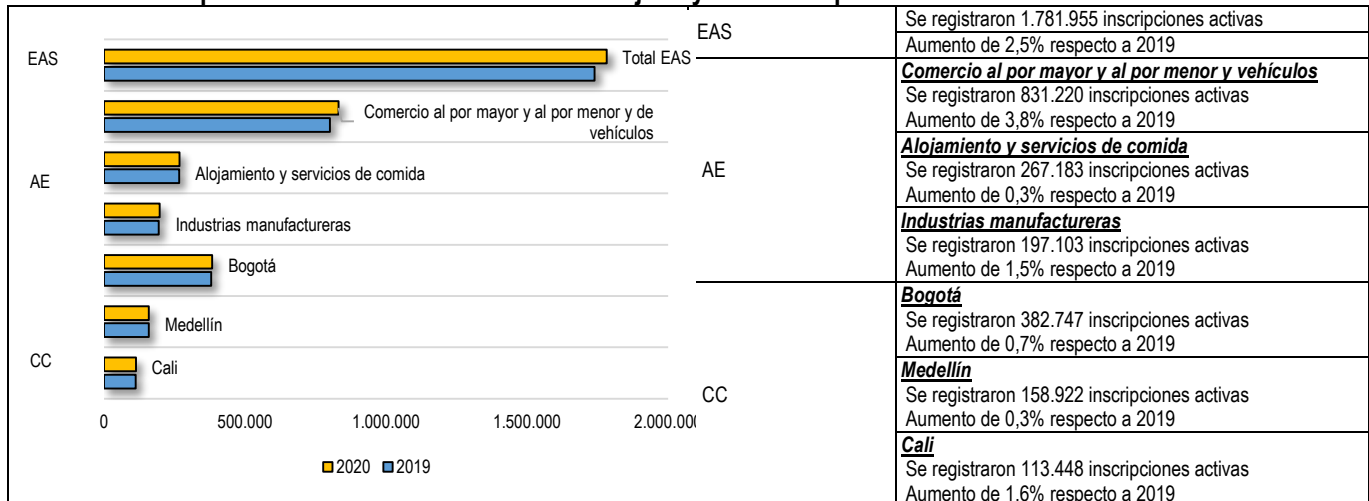 EAS
Total EAS
Comercio al por mayor y al por menor y de
vehículos
AE
Alojamiento y servicios de comida
Industrias manufactureras
Bogotá
Medellín
CC
Cali
0 500.000 1.000.000 1.500.000
2020 2019
EAS
Se registraron 1.781.955 inscripciones activas
Aumento de 2,5% respecto a 2019
AE
Comercio al por mayor y al por menor y vehículos
Se registraron 831.220 inscripciones activas
Aumento de 3,8% respecto a 2019
Alojamiento y servicios de comida
Se registraron 267.183 inscripciones activas
Aumento de 0,3% respecto a 2019
Industrias manufactureras
Se registraron 197.103 inscripciones activas
Aumento de 1,5% respecto a 2019
CC
Bogotá
Se registraron 382.747 inscripciones activas
Aumento de 0,7% respecto a 2019
Medellín
Se registraron 158.922 inscripciones activas
Aumento de 0,3% respecto a 2019
Cali
Se registraron 113.448 inscripciones activas
Aumento de 1,6% respecto a 2019